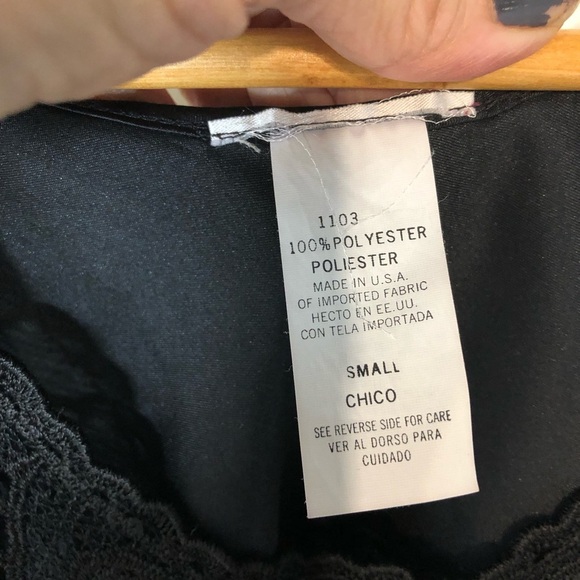 1103
100%POLYESTER
POLIESTER
MADE IN U.S.A.
OF IMPORTED FABRIC
HECTO EN EE.UU.
CON TELA IMPORTADA
SMALL
CHICO
SEE REVERSE SIDE FOR CARE
VER AL DORSO PARA
CUIDADO